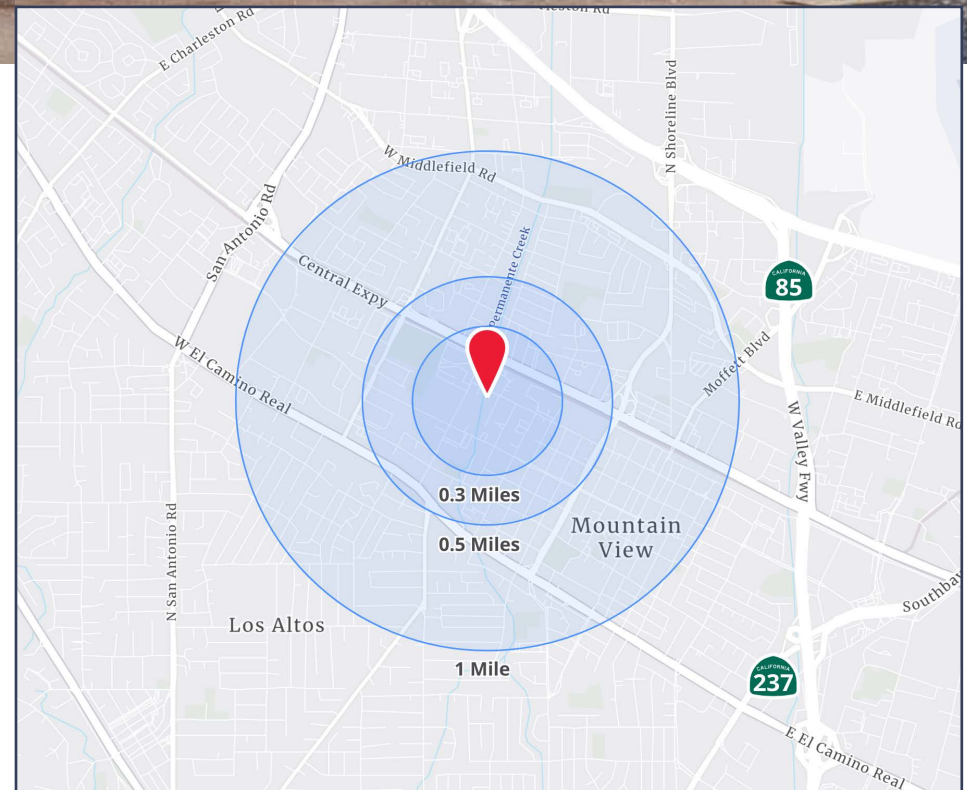 E Charleston Rd
N Shoreline Blvd
W Middlefield Rd
San Antonio Rd
Permanente Creek
Central Expy
CALIFORNIA
85
W El Camino Real
Moffett Blvd
E Middlefield Rd
W Valley Fwy
0.3 Miles
0.5 Miles
Mountain
View
N San Antonio Rd
Los Altos
1 Mile
CALIFORNIA
237
E El Camino Real